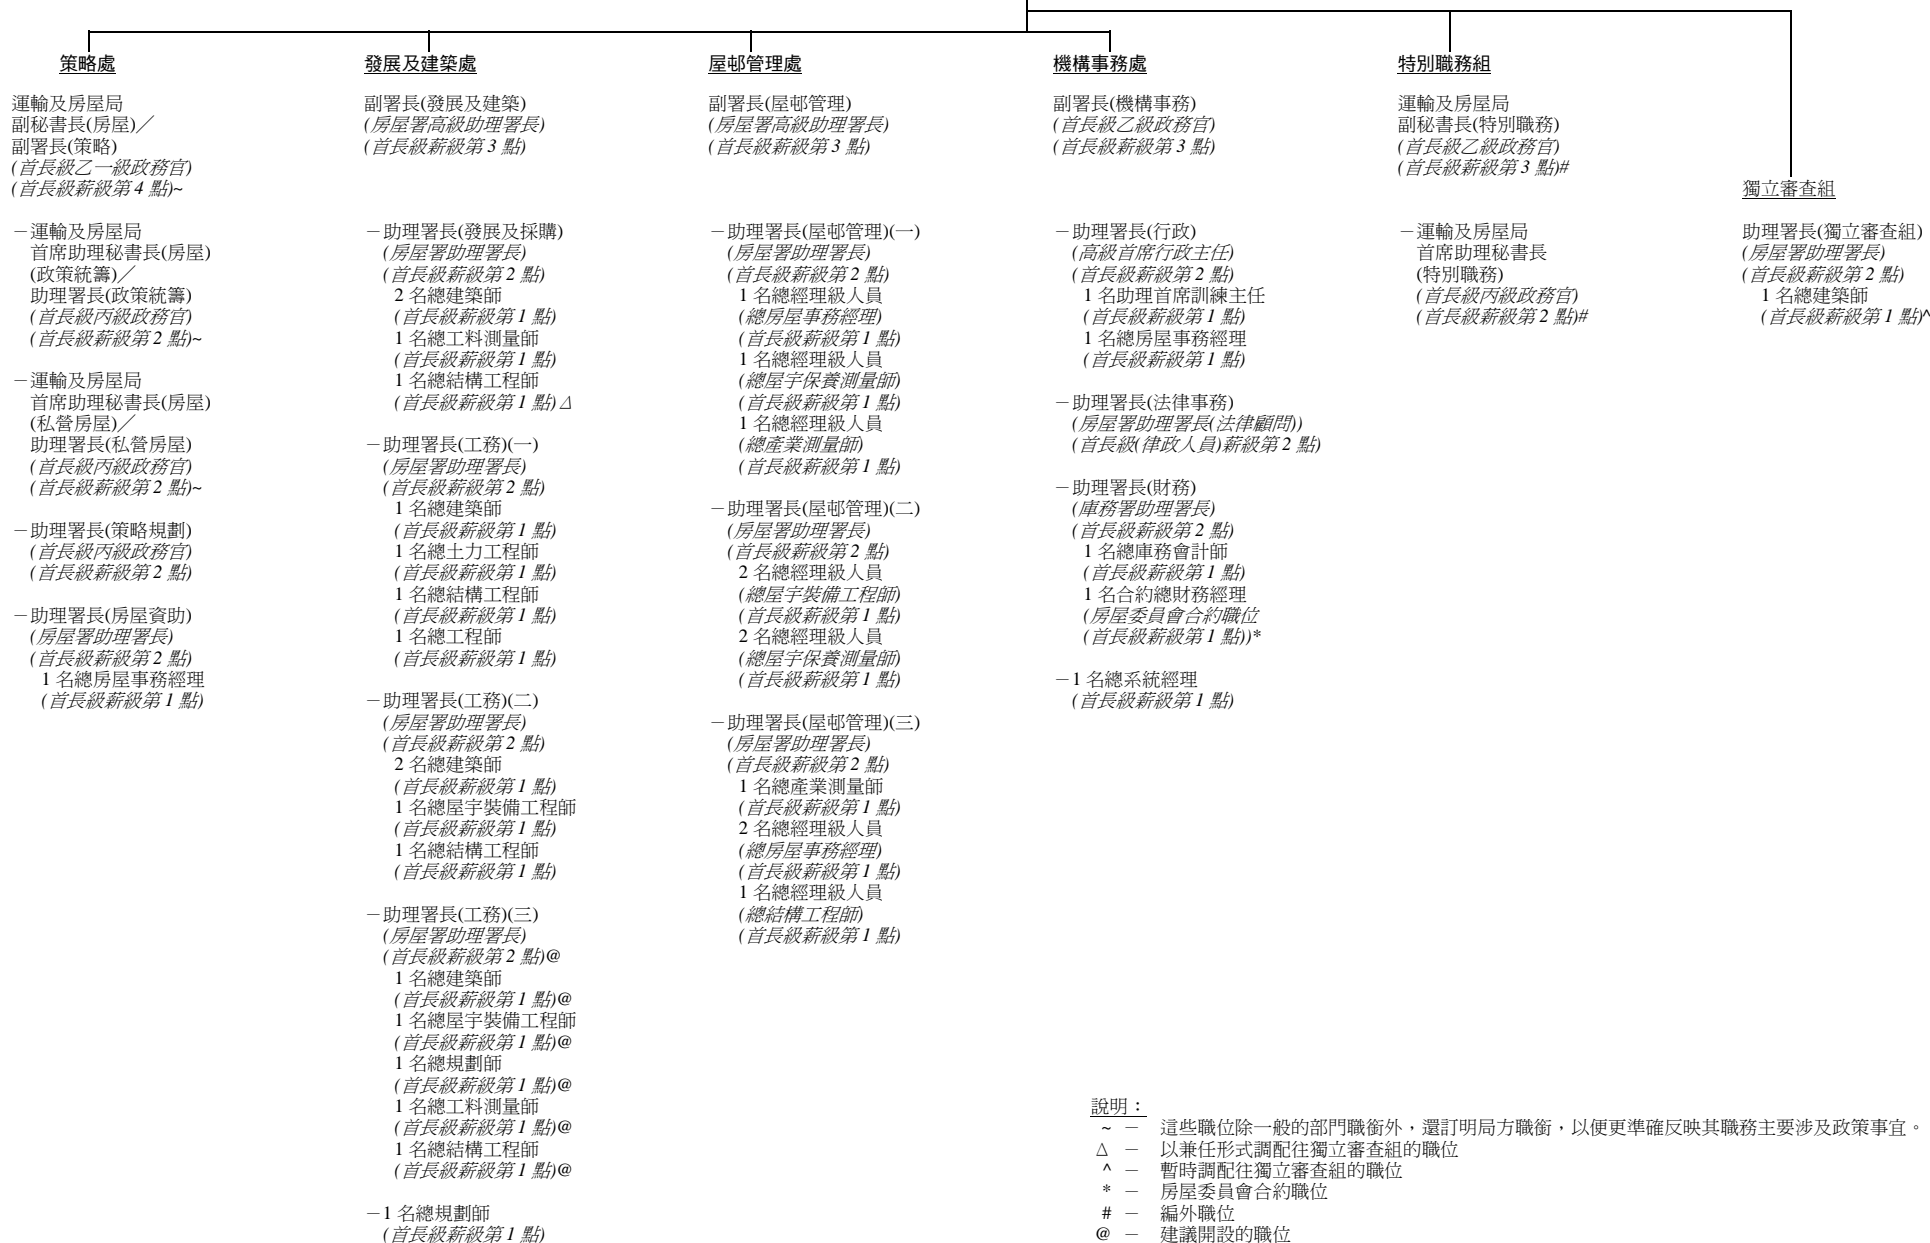 策略處
運輸及房屋局
副秘書長(房屋)／
副署長(策略)
(首長級乙一級政務官)
(首長級薪級第 4 點)~
－運輸及房屋局
首席助理秘書長(房屋)
(政策統籌)／
助理署長(政策統籌)
(首長級丙級政務官)
(首長級薪級第 2 點)~
－運輸及房屋局
首席助理秘書長(房屋)
(私營房屋)／
助理署長(私營房屋)
(首長級丙級政務官)
(首長級薪級第 2 點)~
－助理署長(策略規劃)
(首長級丙級政務官)
(首長級薪級第 2 點)
－助理署長(房屋資助)
(房屋署助理署長)
(首長級薪級第 2 點)
1 名總房屋事務經理
(首長級薪級第 1 點)
發展及建築處
副署長(發展及建築)
(房屋署高級助理署長)
(首長級薪級第 3 點)
－助理署長(發展及採購)
(房屋署助理署長)
(首長級薪級第 2 點)
2 名總建築師
(首長級薪級第 1 點)
1 名總工料測量師
(首長級薪級第 1 點)
1 名總結構工程師
(首長級薪級第 1 點)Δ
－助理署長(工務)(一)
(房屋署助理署長)
(首長級薪級第 2 點)
1 名總建築師
(首長級薪級第 1 點)
1 名總土力工程師
(首長級薪級第 1 點)
1 名總結構工程師
(首長級薪級第 1 點)
1 名總工程師
(首長級薪級第 1 點)
－助理署長(工務)(二)
(房屋署助理署長)
(首長級薪級第 2 點)
2 名總建築師
(首長級薪級第 1 點)
1 名總屋宇裝備工程師
(首長級薪級第 1 點)
1 名總結構工程師
(首長級薪級第 1 點)
－助理署長(工務)(三)
(房屋署助理署長)
(首長級薪級第 2 點)@
1 名總建築師
(首長級薪級第 1 點)@
1 名總屋宇裝備工程師
(首長級薪級第 1 點)@
1 名總規劃師
(首長級薪級第 1 點)@
1 名總工料測量師
(首長級薪級第 1 點)@
1 名總結構工程師
(首長級薪級第 1 點)@
－1 名總規劃師
(首長級薪級第 1 點)
屋邨管理處
副署長(屋邨管理)
(房屋署高級助理署長)
(首長級薪級第 3 點)
－助理署長(屋邨管理)(一)
(房屋署助理署長)
(首長級薪級第 2 點)
1 名總經理級人員
(總房屋事務經理)
(首長級薪級第 1 點)
1 名總經理級人員
(總屋宇保養測量師)
(首長級薪級第 1 點)
1 名總經理級人員
(總產業測量師)
(首長級薪級第 1 點)
－助理署長(屋邨管理)(二)
(房屋署助理署長)
(首長級薪級第 2 點)
2 名總經理級人員
(總屋宇裝備工程師)
(首長級薪級第 1 點)
2 名總經理級人員
(總屋宇保養測量師)
(首長級薪級第 1 點)
－助理署長(屋邨管理)(三)
(房屋署助理署長)
(首長級薪級第 2 點)
1 名總產業測量師
(首長級薪級第 1 點)
2 名總經理級人員
(總房屋事務經理)
(首長級薪級第 1 點)
1 名總經理級人員
(總結構工程師)
(首長級薪級第 1 點)
機構事務處
副署長(機構事務)
(首長級乙級政務官)
(首長級薪級第 3 點)
－助理署長(行政)
(高級首席行政主任)
(首長級薪級第 2 點)
1 名助理首席訓練主任
(首長級薪級第 1 點)
1 名總房屋事務經理
(首長級薪級第 1 點)
－助理署長(法律事務)
(房屋署助理署長(法律顧問))
(首長級(律政人員)薪級第 2 點)
－助理署長(財務)
(庫務署助理署長)
(首長級薪級第 2 點)
1 名總庫務會計師
(首長級薪級第 1 點)
1 名合約總財務經理
(房屋委員會合約職位
(首長級薪級第 1 點))*
－1 名總系統經理
(首長級薪級第 1 點)
特別職務組
運輸及房屋局
副秘書長(特別職務)
(首長級乙級政務官)
(首長級薪級第 3 點)#
－運輸及房屋局
首席助理秘書長
(特別職務)
(首長級丙級政務官)
(首長級薪級第 2 點)#
獨立審查組
助理署長(獨立審查組)
(房屋署助理署長)
(首長級薪級第 2 點)
1 名總建築師
(首長級薪級第 1 點)^
說明：
~ － 這些職位除一般的部門職銜外，還訂明局方職銜，以便更準確反映其職務主要涉及政策事宜。
Δ － 以兼任形式調配往獨立審查組的職位
^ － 暫時調配往獨立審查組的職位
* － 房屋委員會合約職位
# － 編外職位
@ － 建議開設的職位